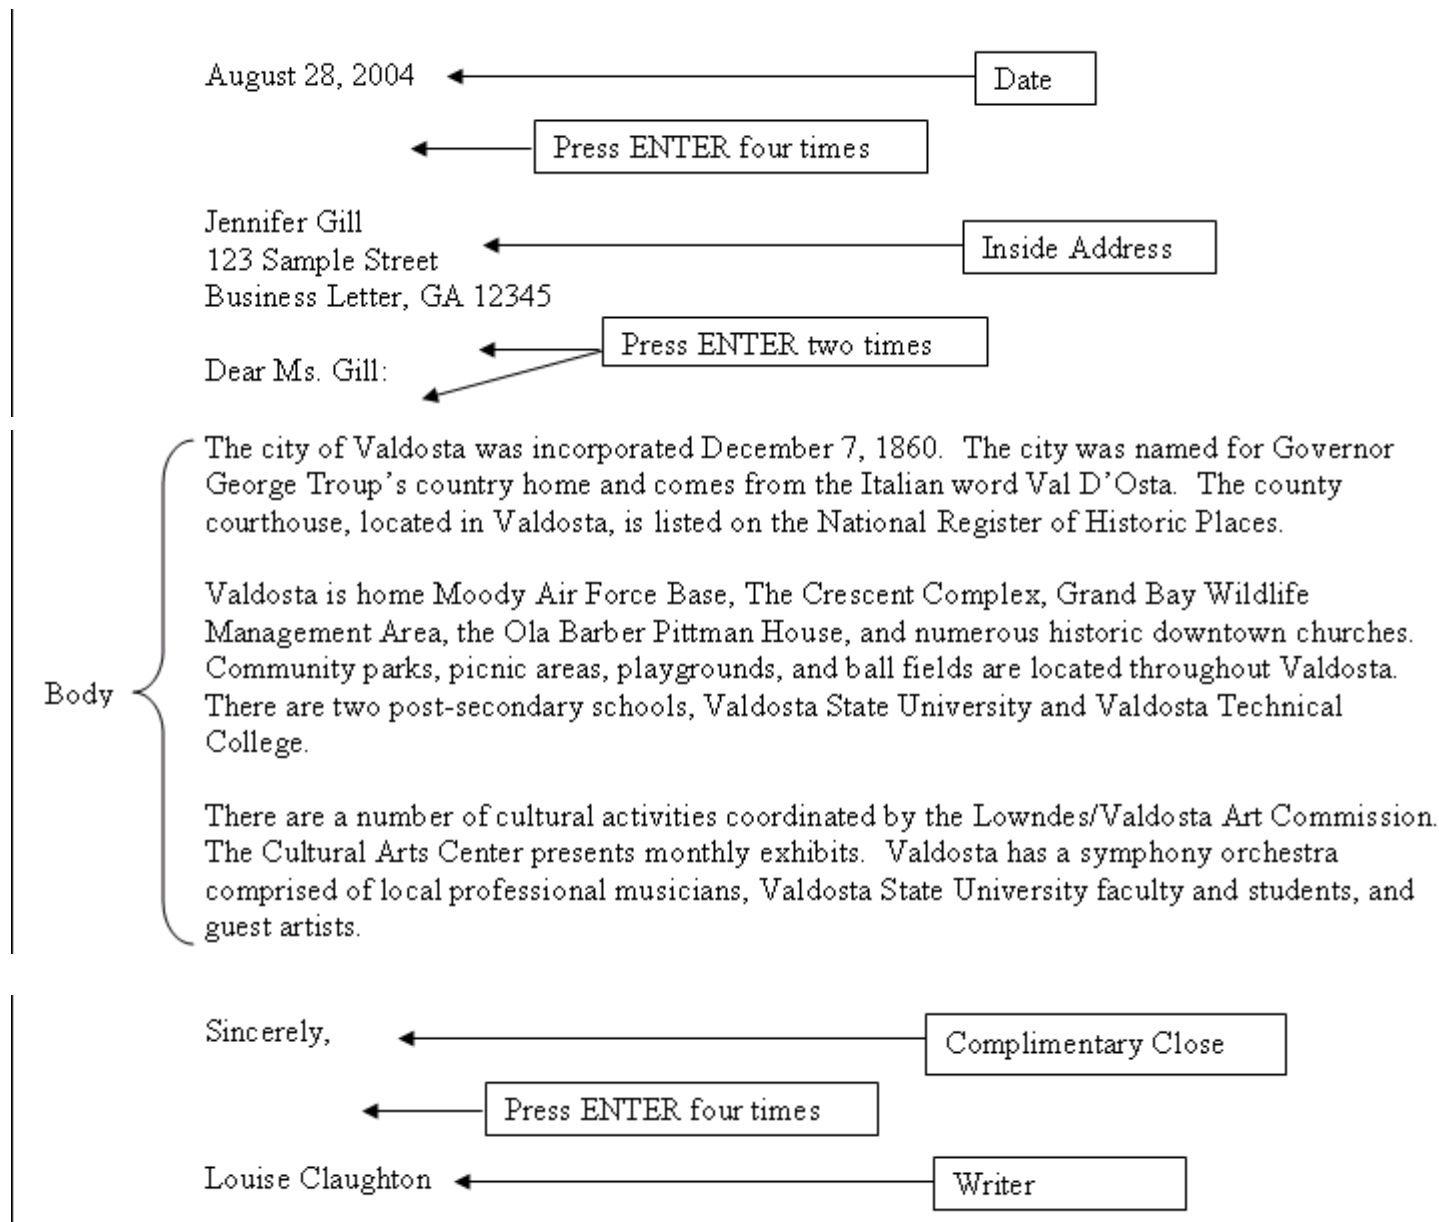 August 28, 2004
Date
Press ENTER four times
Jennifer Gill
123 Sample Street
Inside Address
Business Letter, GA 12345
Press ENTER two times
Dear Ms. Gill:
The city of Valdosta was incorporated December 7, 1860.  The city was named for Governor
George Troup's country home and comes from the Italian word Val D'Osta.  The county
courthouse, located in Valdosta, is listed on the National Register of Historic Places.
Valdosta is home Moody Air Force Base, The Crescent Complex, Grand Bay Wildlife
Management Area, the Ola Barber Pittman House, and numerous historic downtown churches.
Community parks, picnic areas, playgrounds, and ball fields are located throughout Valdosta.
Body
There are two post-secondary schools, Valdosta State University and Valdosta Technical
College.
There are a number of cultural activities coordinated by the Lowndes/Valdosta Art Commission.
The Cultural Arts Center presents monthly exhibits.  Valdosta has a symphony orchestra
comprised of local professional musicians, Valdosta State University faculty and students, and
guest artists.
Sincerely,
Complimentary Close
Press ENTER four times
Louise Claughton
Writer